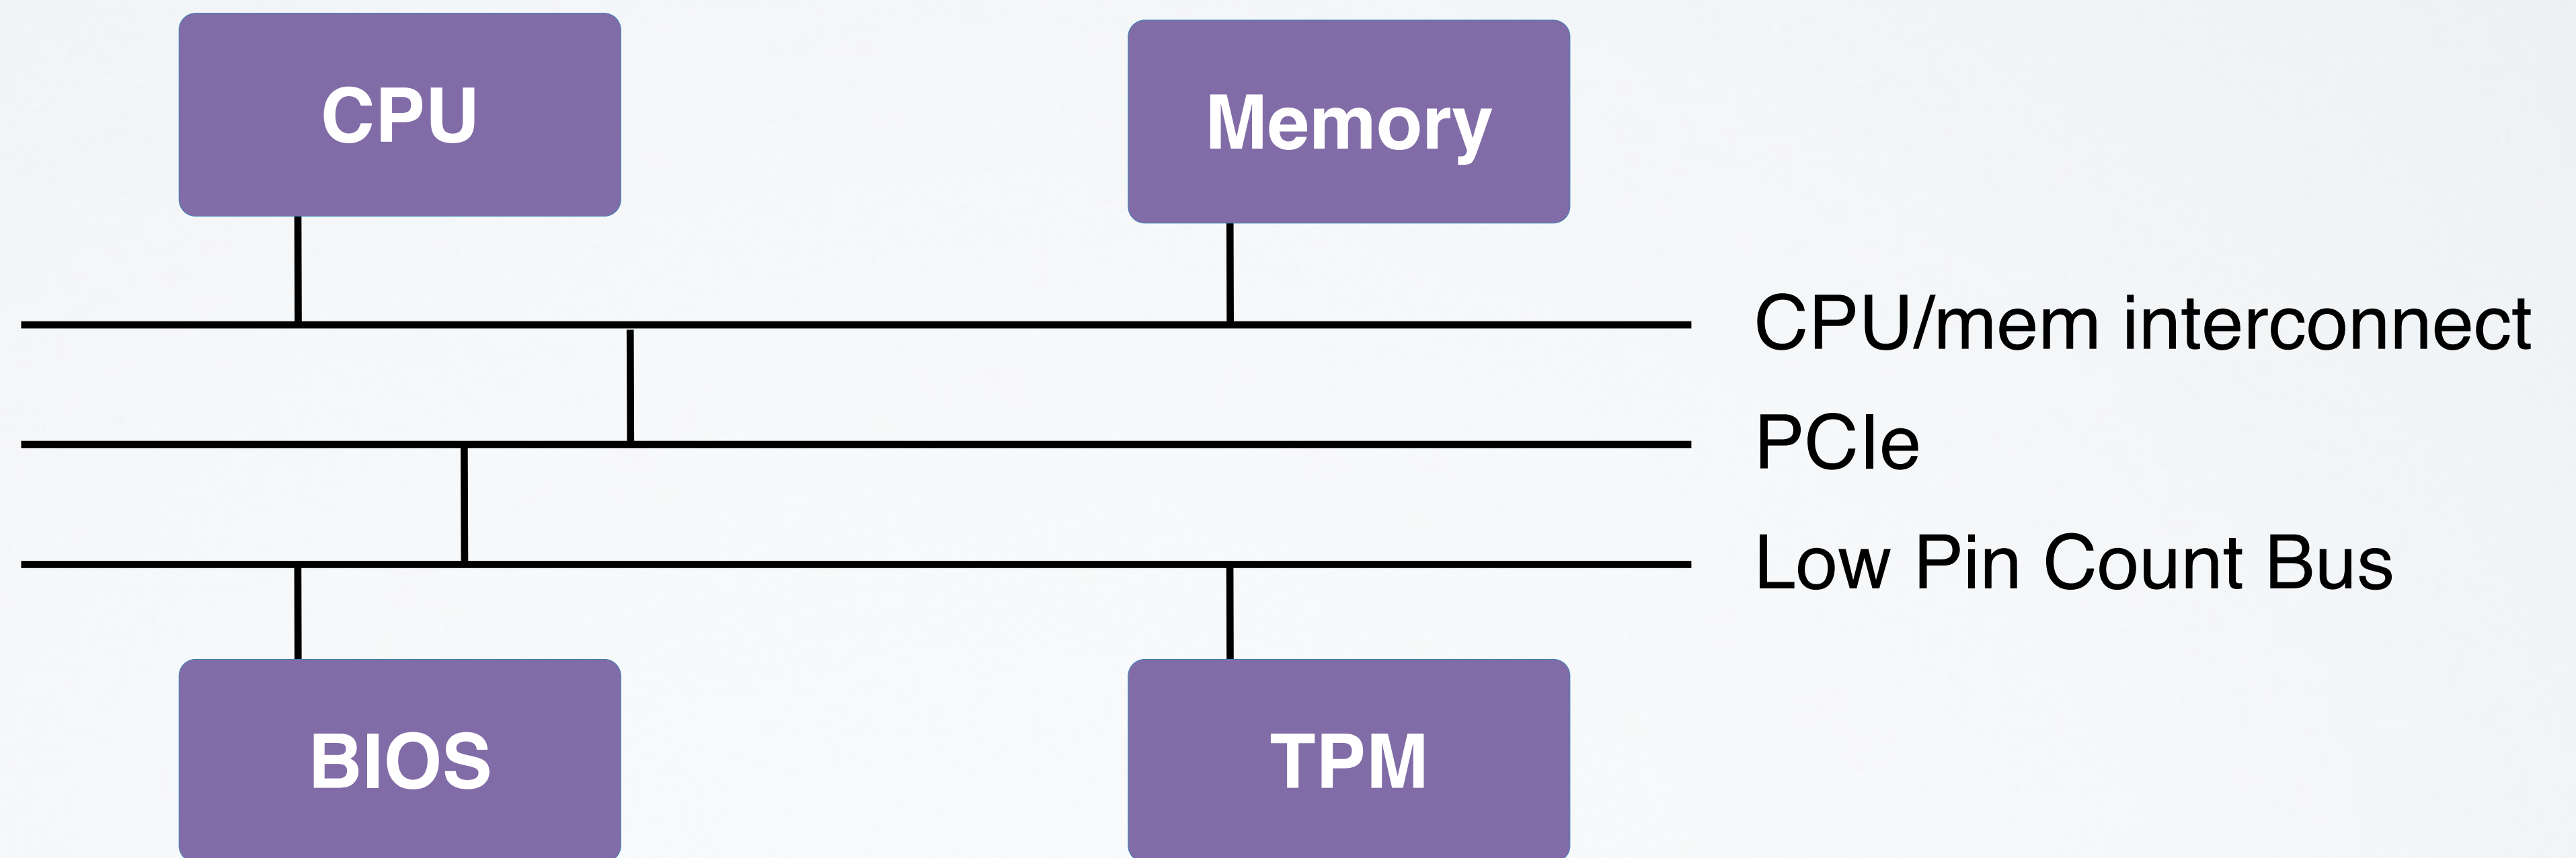 CPU
Memory
CPU/mem interconnect
PCIe
Low Pin Count Bus
BIOS
TPM